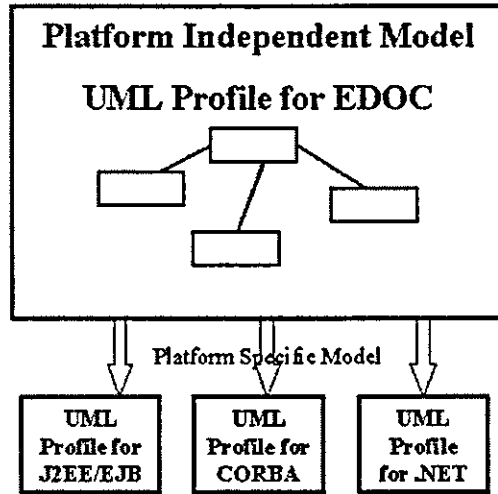 Platform Independent Model
UML Profile for EDOC
Platform Specific Model
UML
Profile for
J2EE/EJB
UML
Profile for
CORBA
UML
Profile
for .NET